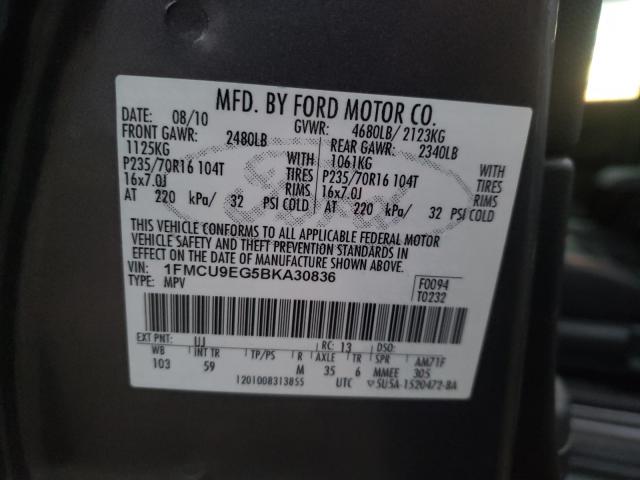 MFD. BY FORD MOTOR CO.
DATE: 08/10 GVWR: 4680LB/ 2123KG
FRONT GAWR: 2480LB REAR GAWR: 2340LB
1125KG WITH 1061KG WITH
P235/70R16 104T TIRES P235/70R16 104T TIRES
16x7.0J RIMS 16x7.0J RIMS
AT 220 kPa/ 32 PSI COLD AT 220 kPa/ 32 PSI COLD
THIS VEHICLE CONFORMS TO ALL APPLICABLE FEDERAL MOTOR
VEHICLE SAFETY AND THEFT PREVENTION STANDARDS IN
EFFECT ON THE DATE OF MANUFACTURE SHOWN ABOVE.
VIN: 1FMCU9EG5BKA30836 F0094
TYPE: MPV T0232
EXT PNT: UJ RC: 13 DSO:
WB INT TR TP/PS R AXLE TR SPR AM71F
103 59 M 35 6 MMEE 305
1201008313855 UTC 5U5A-1520472-BA